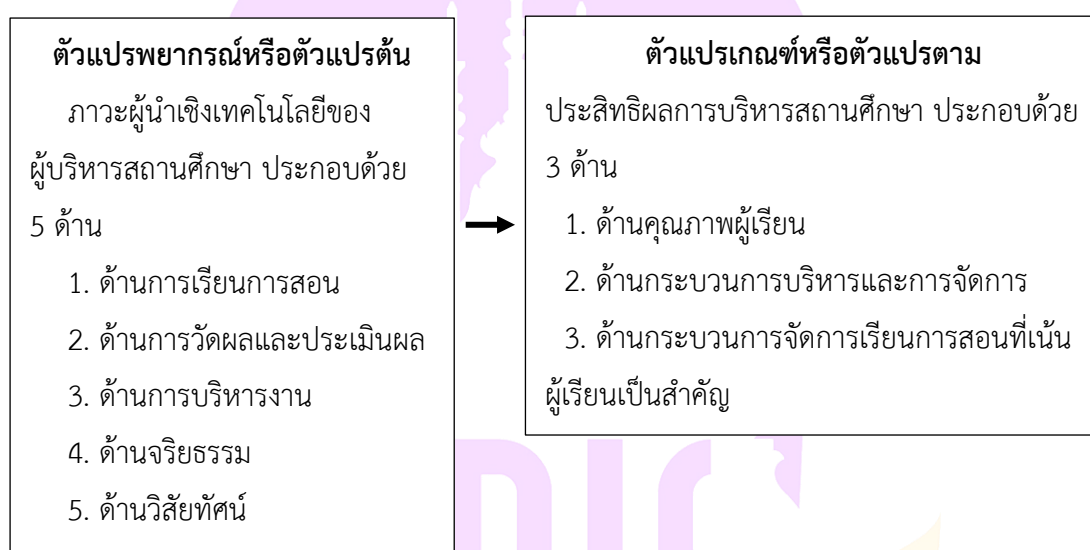 ตัวแปรพยากรณ์หรือตัวแปรต้น
ภาวะผู้นำเชิงเทคโนโลยีของ
ผู้บริหารสถานศึกษา ประกอบด้วย
5 ด้าน
1. ด้านการเรียนการสอน
2. ด้านการวัดผลและประเมินผล
3. ด้านการบริหารงาน
4. ด้านจริยธรรม
5. ด้านวิสัยทัศน์
ตัวแปรเกณฑ์หรือตัวแปรตาม
ประสิทธิผลการบริหารสถานศึกษา ประกอบด้วย
3 ด้าน
1. ด้านคุณภาพผู้เรียน
2. ด้านกระบวนการบริหารและการจัดการ
3. ด้านกระบวนการจัดการเรียนการสอนที่เน้น
ผู้เรียนเป็นสำคัญ